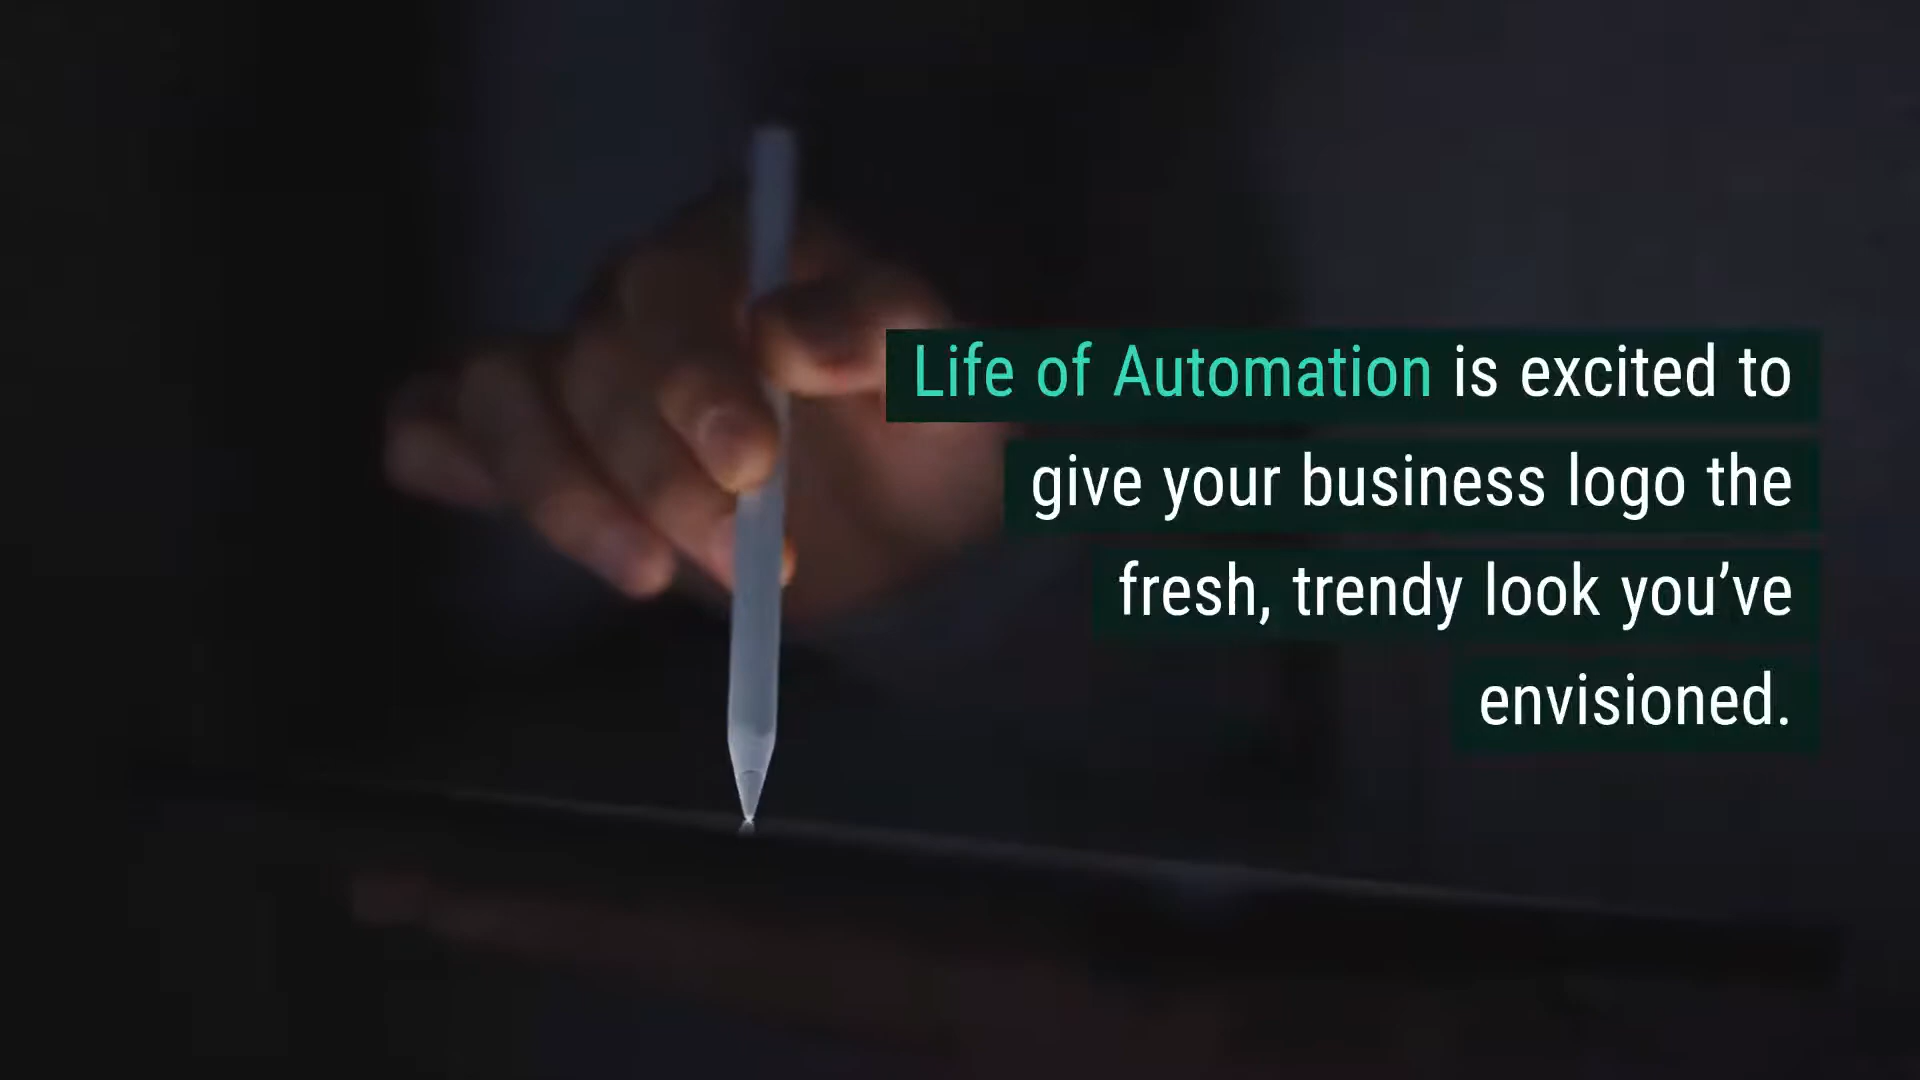 Life of Automation is excited to
give your business logo the
fresh, trendy look you’ve
envisioned.